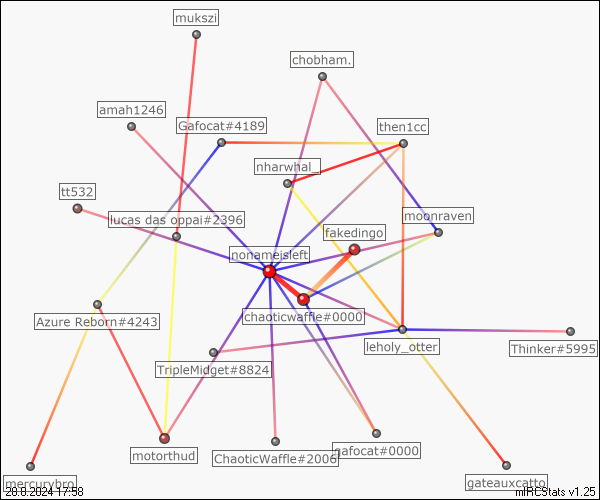 mukszi
chobham.
amah1246
Gafocat#4189
then1cc
nharwhal_
tt532
lucas das oppai#2396
moonraven
fakedingo
nonameisleft
chaoticwaffle#0000
Azure Reborn#4243
leholy_otter
Thinker#5995
TripleMidget#8824
motorthud
ChaoticWaffle#2006
gafocat#0000
mercurybro
gateauxcatto
20.8.2024 17:58
mIRCStats v1.25